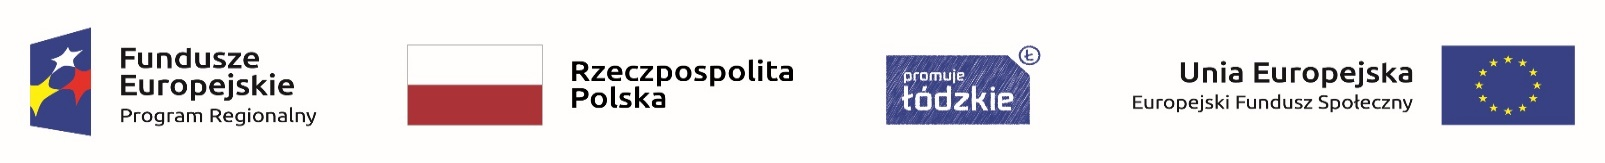 Fundusze
Europejskie
Program Regionalny
Rzeczpospolita
Polska
promuje
łódzkie
Ł
Unia Europejska
Europejski Fundusz Społeczny